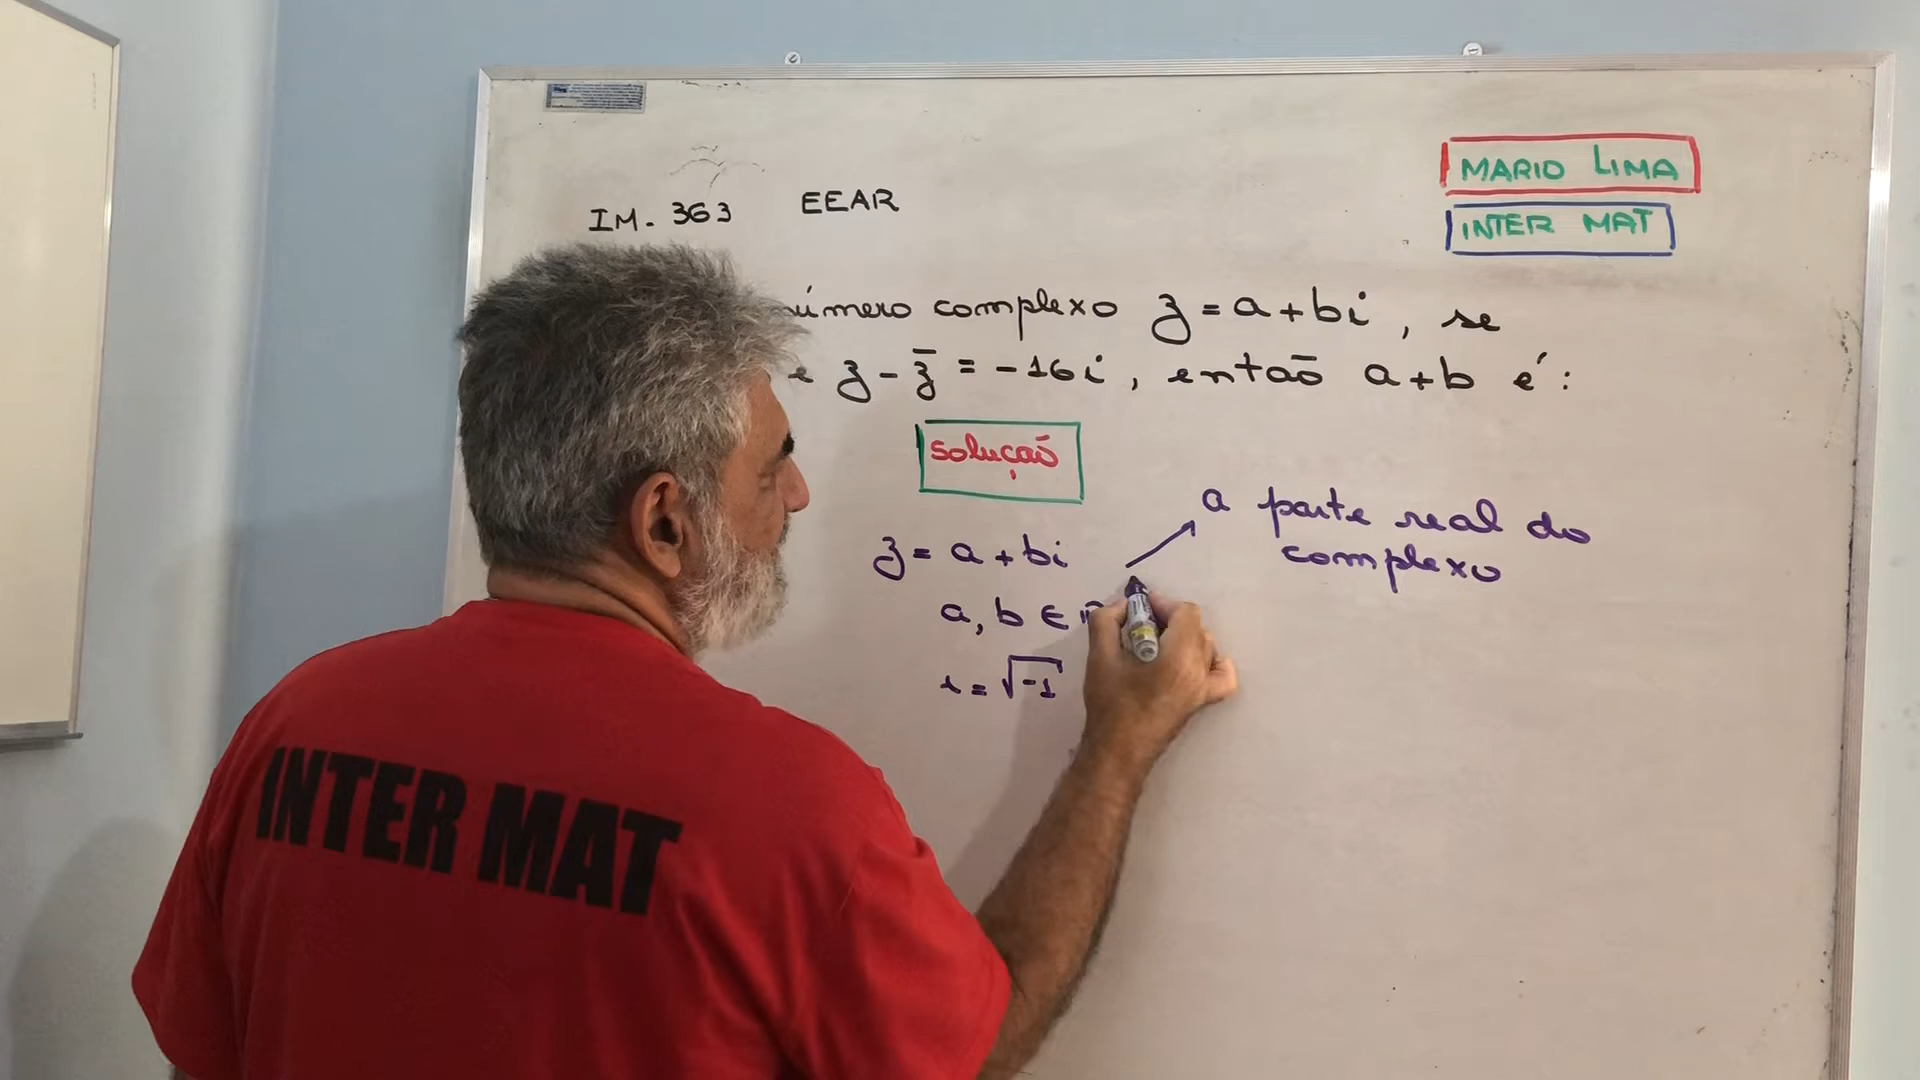 MARIO LIMA
INTER MAT
IM. 363 EEAR
número complexo z = a + bi, se
e z - z̄ = -16i, então a + b é:
solução
a parte real do
complexo
z = a + bi
a, b ∈
i = √-1
INTER MAT